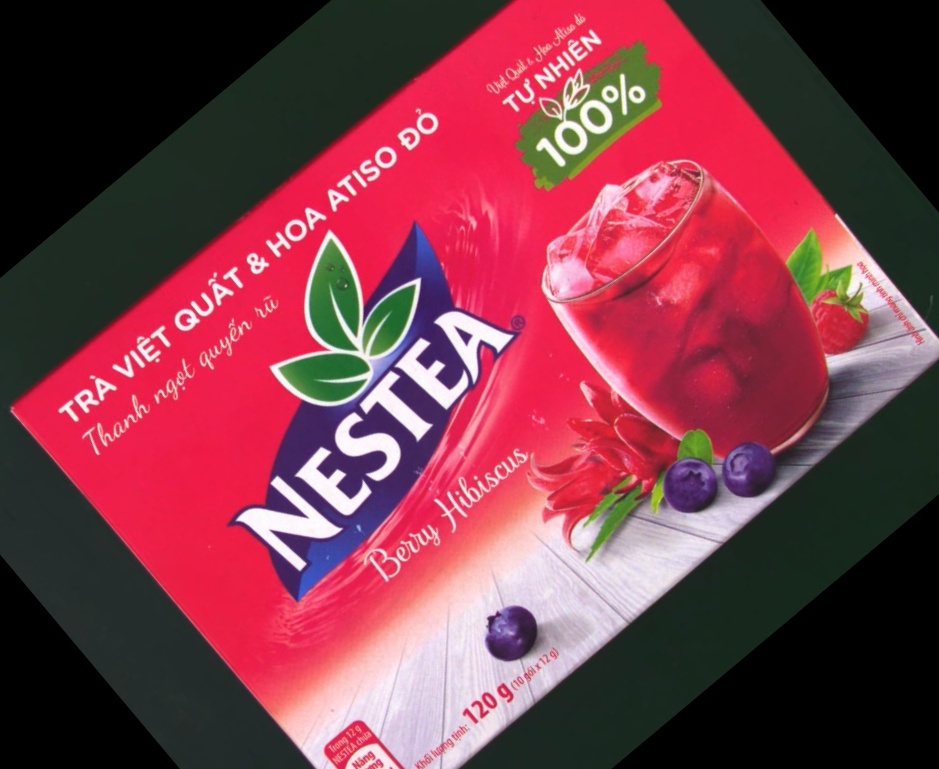 Việt Quất & Hoa Atiso đỏ
TỰ NHIÊN
100%
TRÀ VIỆT QUẤT & HOA ATISO ĐỎ
Thanh ngọt quyến rũ
NESTEA®
Berry Hibiscus
Khối lượng tịnh: 120 g (10 gói x 12 g)
Trong 12 g
NESTEA chứa
Năng